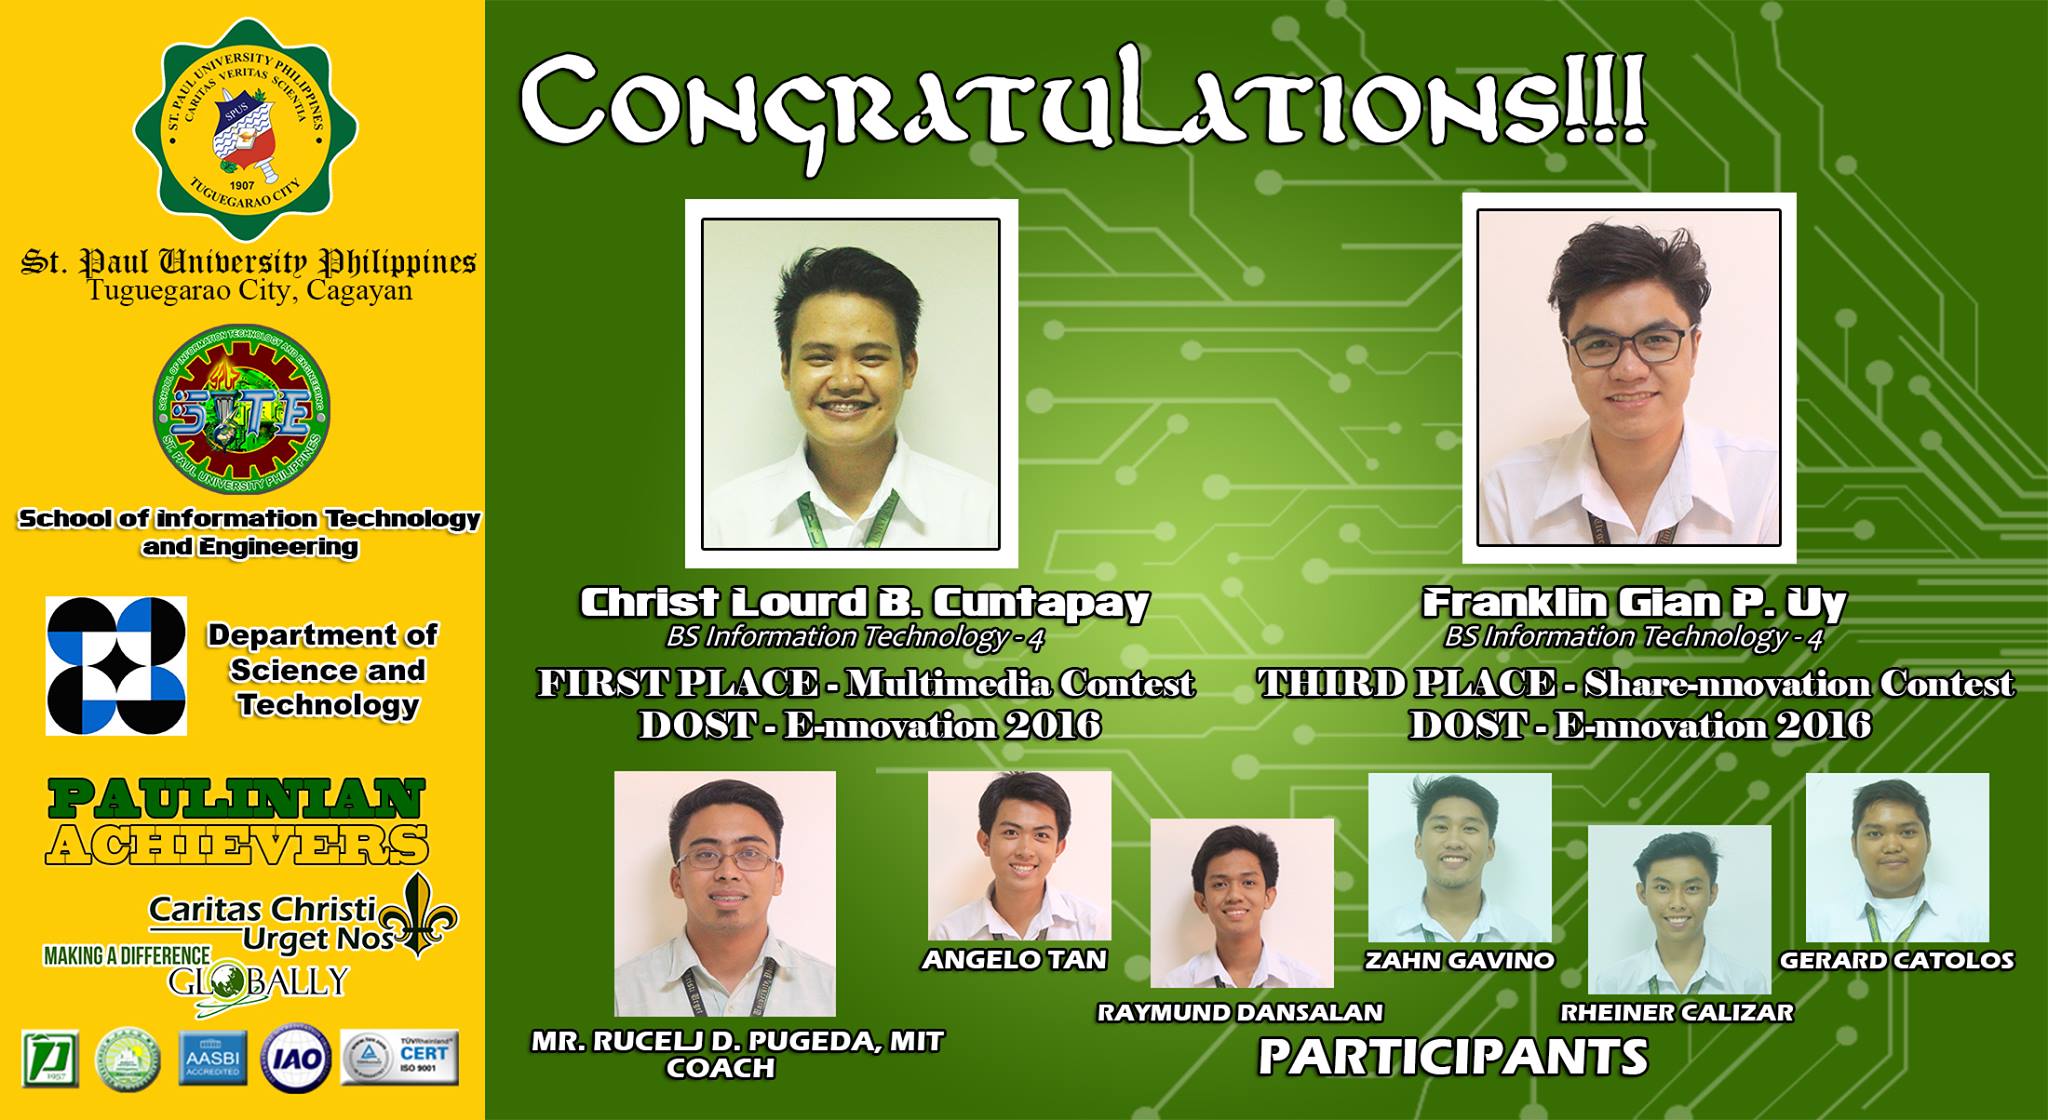 ST. PAUL UNIVERSITY PHILIPPINES
CARITAS VERITAS SCIENTIA
SPUS
1907
TUGUEGARAO CITY
St. Paul University Philippines
Tuguegarao City, Cagayan
SCHOOL OF INFORMATION TECHNOLOGY AND ENGINEERING
SPUP
SITE
ST. PAUL UNIVERSITY PHILIPPINES
School of information Technology
and Engineering
Department of
Science and
Technology
PAULINIAN
ACHIEVERS
Caritas Christi
Urget Nos
MAKING A DIFFERENCE
GLOBALLY
1957
AASBI
ACCREDITED
IAO
TÜVRheinland
CERT
ISO 9001
CONGRATULATIONS!!!
Christ Lourd B. Cuntapay
BS Information Technology - 4
FIRST PLACE - Multimedia Contest
DOST - E-nnovation 2016
Franklin Gian P. Uy
BS Information Technology - 4
THIRD PLACE - Share-nnovation Contest
DOST - E-nnovation 2016
MR. RUCELJ D. PUGEDA, MIT
COACH
ANGELO TAN
RAYMUND DANSALAN
ZAHN GAVINO
RHEINER CALIZAR
GERARD CATOLOS
PARTICIPANTS